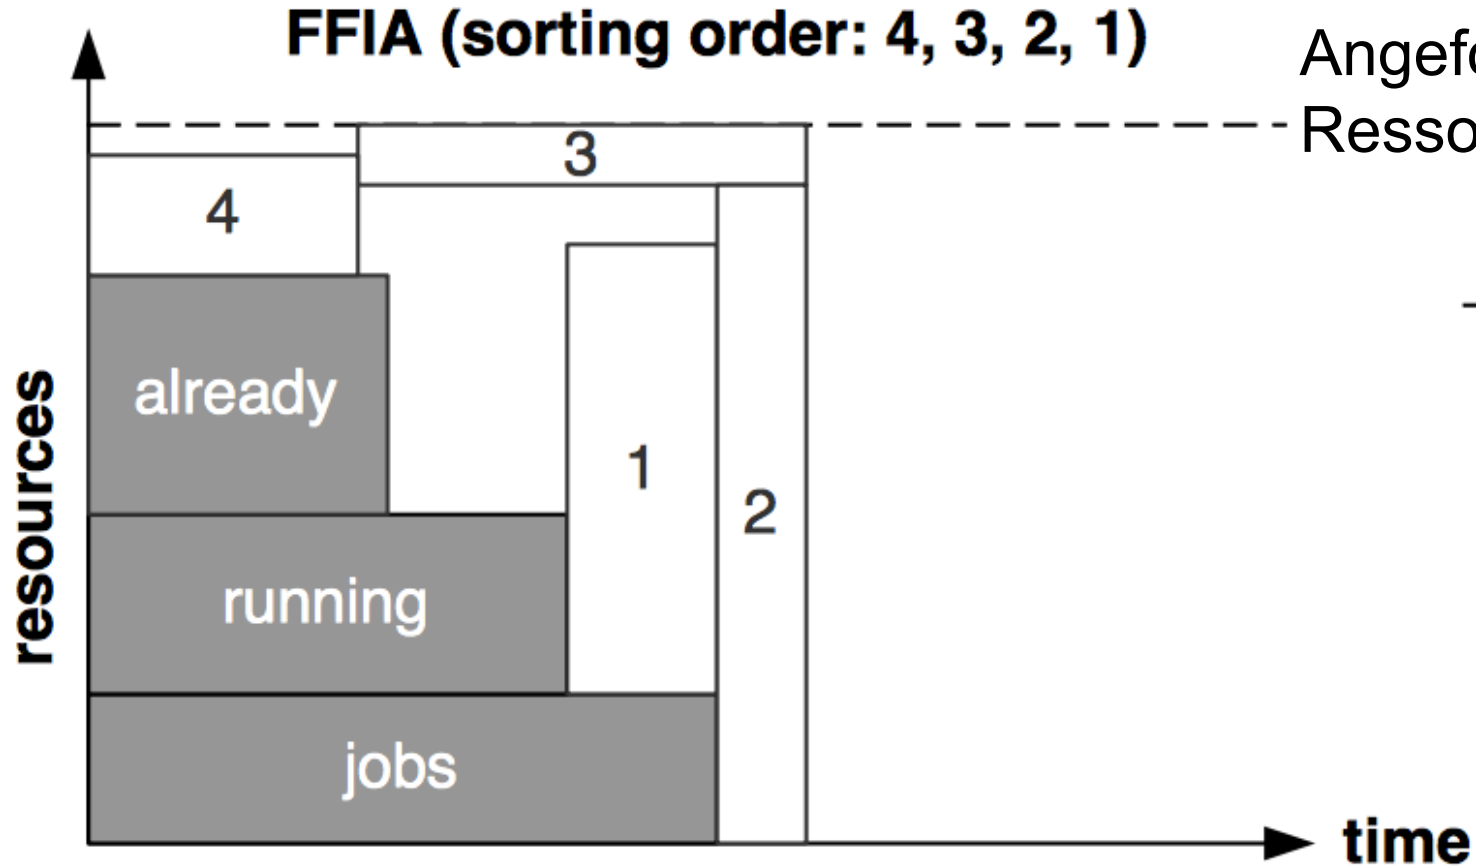 FFIA (sorting order: 4, 3, 2, 1)
3
4
already
1
2
running
jobs
resources
time